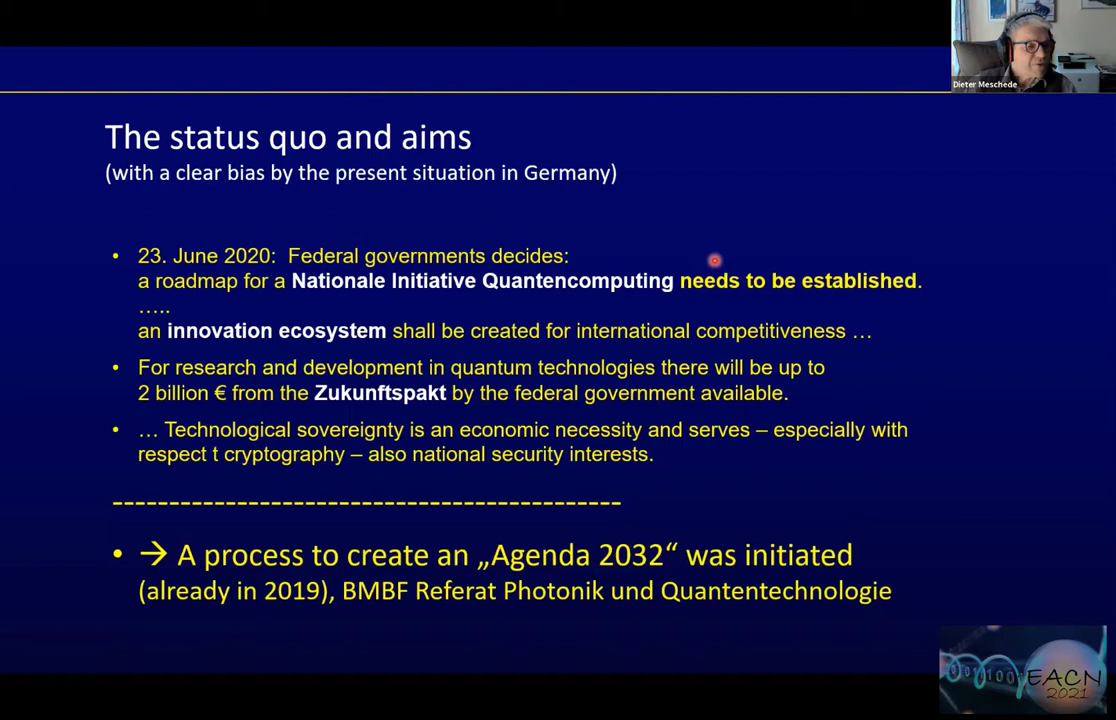 Dieter Meschede
The status quo and aims
(with a clear bias by the present situation in Germany)
• 23. June 2020: Federal governments decides:
a roadmap for a Nationale Initiative Quantencomputing needs to be established.
…..
an innovation ecosystem shall be created for international competitiveness …
• For research and development in quantum technologies there will be up to
2 billion € from the Zukunftspakt by the federal government available.
• … Technological sovereignty is an economic necessity and serves – especially with
respect t cryptography – also national security interests.
---------------------------------------------
• → A process to create an „Agenda 2032“ was initiated
(already in 2019), BMBF Referat Photonik und Quantentechnologie
EACN
2021